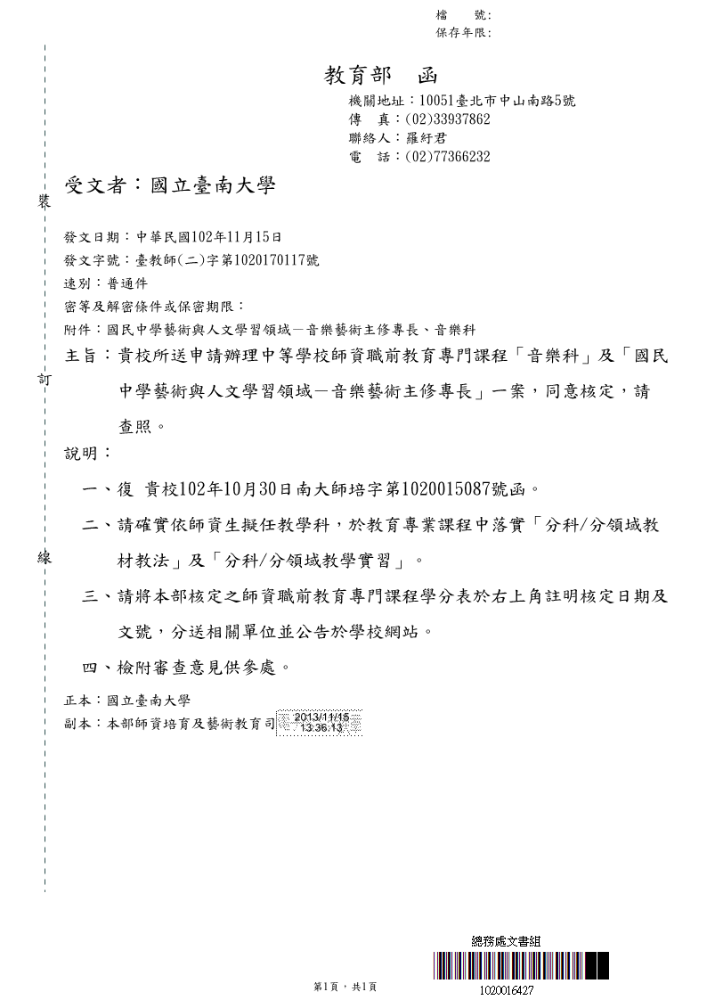 檔　　號:
保存年限:
教育部　函
機關地址：10051臺北市中山南路5號
傳　真：(02)33937862
聯絡人：羅紆君
電　話：(02)77366232
受文者：國立臺南大學
發文日期：中華民國102年11月15日
發文字號：臺教師(二)字第1020170117號
速別：普通件
密等及解密條件或保密期限：
附件：國民中學藝術與人文學習領域－音樂藝術主修專長、音樂科
主旨：貴校所送申請辦理中等學校師資職前教育專門課程「音樂科」及「國民
中學藝術與人文學習領域－音樂藝術主修專長」一案，同意核定，請
查照。
說明：
一、復 貴校102年10月30日南大師培字第1020015087號函。
二、請確實依師資生擬任教學科，於教育專業課程中落實「分科/分領域教
材教法」及「分科/分領域教學實習」。
三、請將本部核定之師資職前教育專門課程學分表於右上角註明核定日期及
文號，分送相關單位並公告於學校網站。
四、檢附審查意見供參處。
正本：國立臺南大學
副本：本部師資培育及藝術教育司
2013/11/15
13:36:13
裝
訂
線
總務處文書組
1020016427
第1頁，共1頁